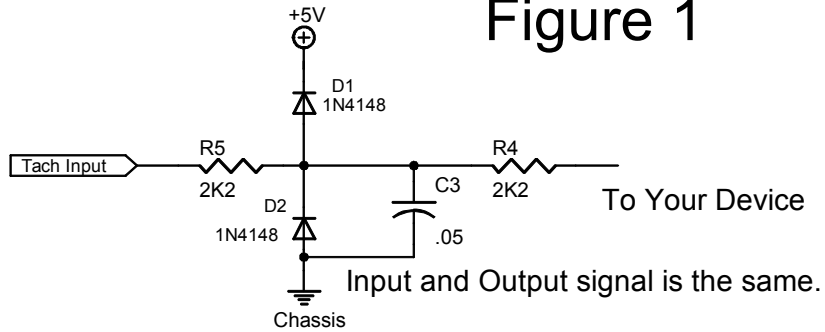 Figure 1
+5V
D1
1N4148
Tach Input
R5
2K2
R4
2K2
D2
1N4148
C3
.05
To Your Device
Input and Output signal is the same.
Chassis